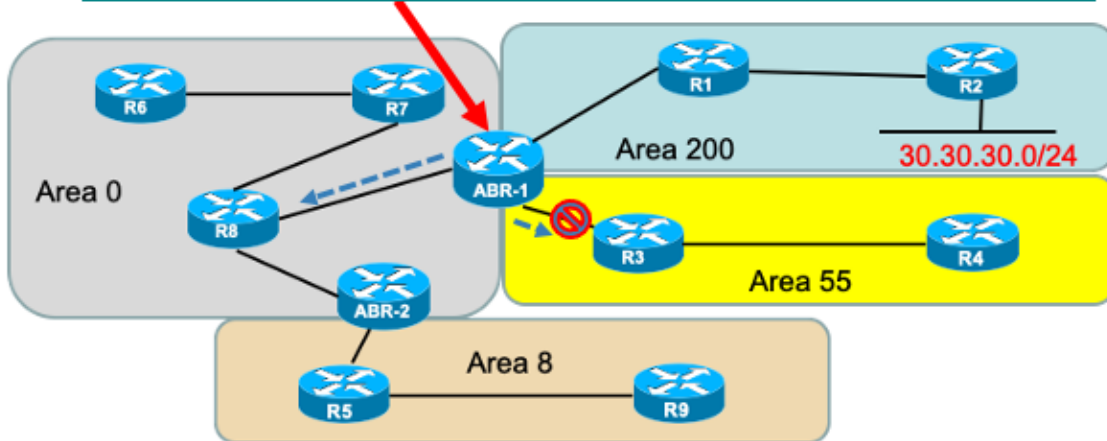 R6
R7
R1
R2
Area 200
30.30.30.0/24
Area 0
ABR-1
R8
R3
R4
Area 55
ABR-2
Area 8
R5
R9